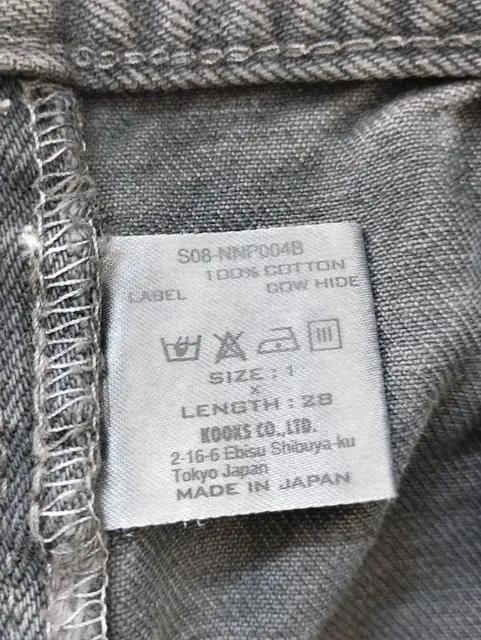 S08-NNP004B
100% COTTON
LABEL COW HIDE
SIZE : 1
X
LENGTH : 28
KOOKS CO.,LTD.
2-16-6 Ebisu Shibuya-ku
Tokyo Japan
MADE IN JAPAN